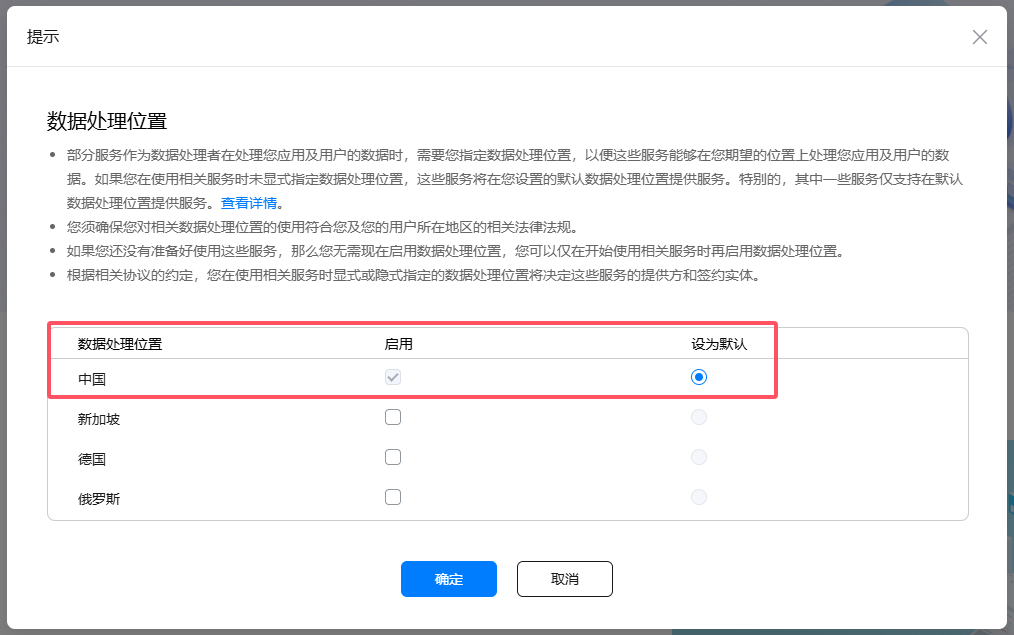 提示
数据处理位置
部分服务作为数据处理者在处理您应用及用户的数据时，需要您指定数据处理位置，以便这些服务能够在您期望的位置上处理您应用及用户的数
据。如果您在使用相关服务时未显式指定数据处理位置，这些服务将在您设置的默认数据处理位置提供服务。特别的，其中一些服务仅支持在默认
数据处理位置提供服务。查看详情。
您须确保您对相关数据处理位置的使用符合您及您的用户所在地区的相关法律法规。
如果您还没有准备好使用这些服务，那么您无需现在启用数据处理位置，您可以仅在开始使用相关服务时再启用数据处理位置。
根据相关协议的约定，您在使用相关服务时显式或隐式指定的数据处理位置将决定这些服务的提供方和签约实体。
数据处理位置 启用 设为默认
中国
新加坡
德国
俄罗斯
确定 取消